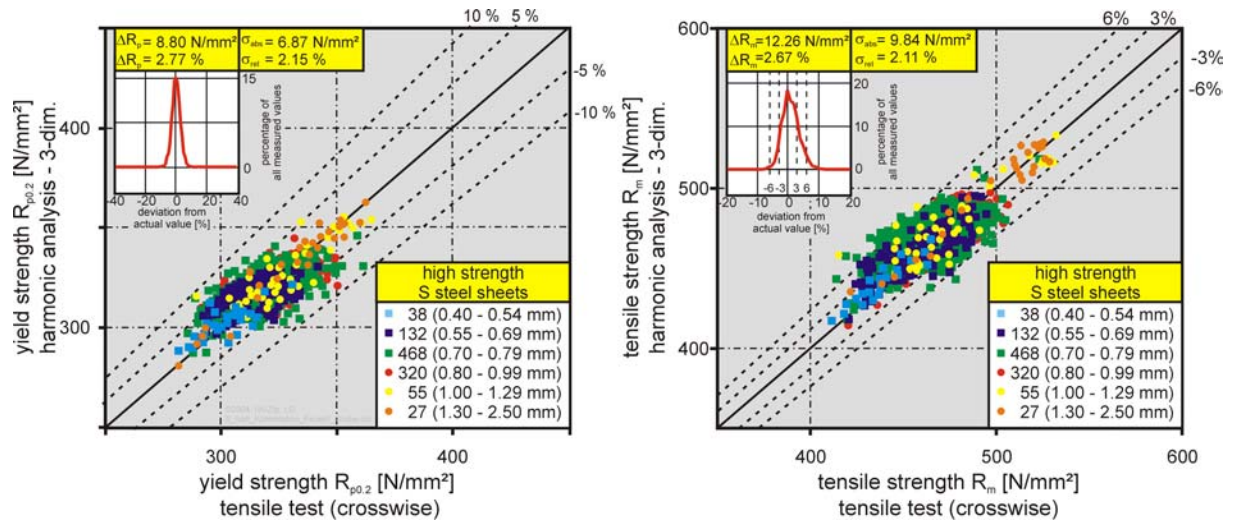 10 % 5 %
ΔRp = 8.80 N/mm² σabs = 6.87 N/mm²
ΔRp = 2.77 % σrel = 2.15 %
-5 %
-10 %
15
0
percentage of
all measured values
-40 -20 0 20 40
deviation from
actual value [%]
yield strength Rp0.2 [N/mm²]
harmonic analysis - 3-dim.
400
300
high strength
S steel sheets
38 (0.40 - 0.54 mm)
132 (0.55 - 0.69 mm)
468 (0.70 - 0.79 mm)
320 (0.80 - 0.99 mm)
55 (1.00 - 1.29 mm)
27 (1.30 - 2.50 mm)
300 350 400
yield strength Rp0.2 [N/mm²]
tensile test (crosswise)
6% 3%
600
ΔRm=12.26 N/mm² σabs = 9.84 N/mm²
ΔRm= 2.67 % σrel = 2.11 %
-3%
-6%
20
10
0
percentage of
all measured values
-6 -3 3 6
-20 -10 0 10 20
deviation from
actual value [%]
tensile strength Rm [N/mm²]
harmonic analysis - 3-dim.
500
400
high strength
S steel sheets
38 (0.40 - 0.54 mm)
132 (0.55 - 0.69 mm)
468 (0.70 - 0.79 mm)
320 (0.80 - 0.99 mm)
55 (1.00 - 1.29 mm)
27 (1.30 - 2.50 mm)
400 500 600
tensile strength Rm [N/mm²]
tensile test (crosswise)